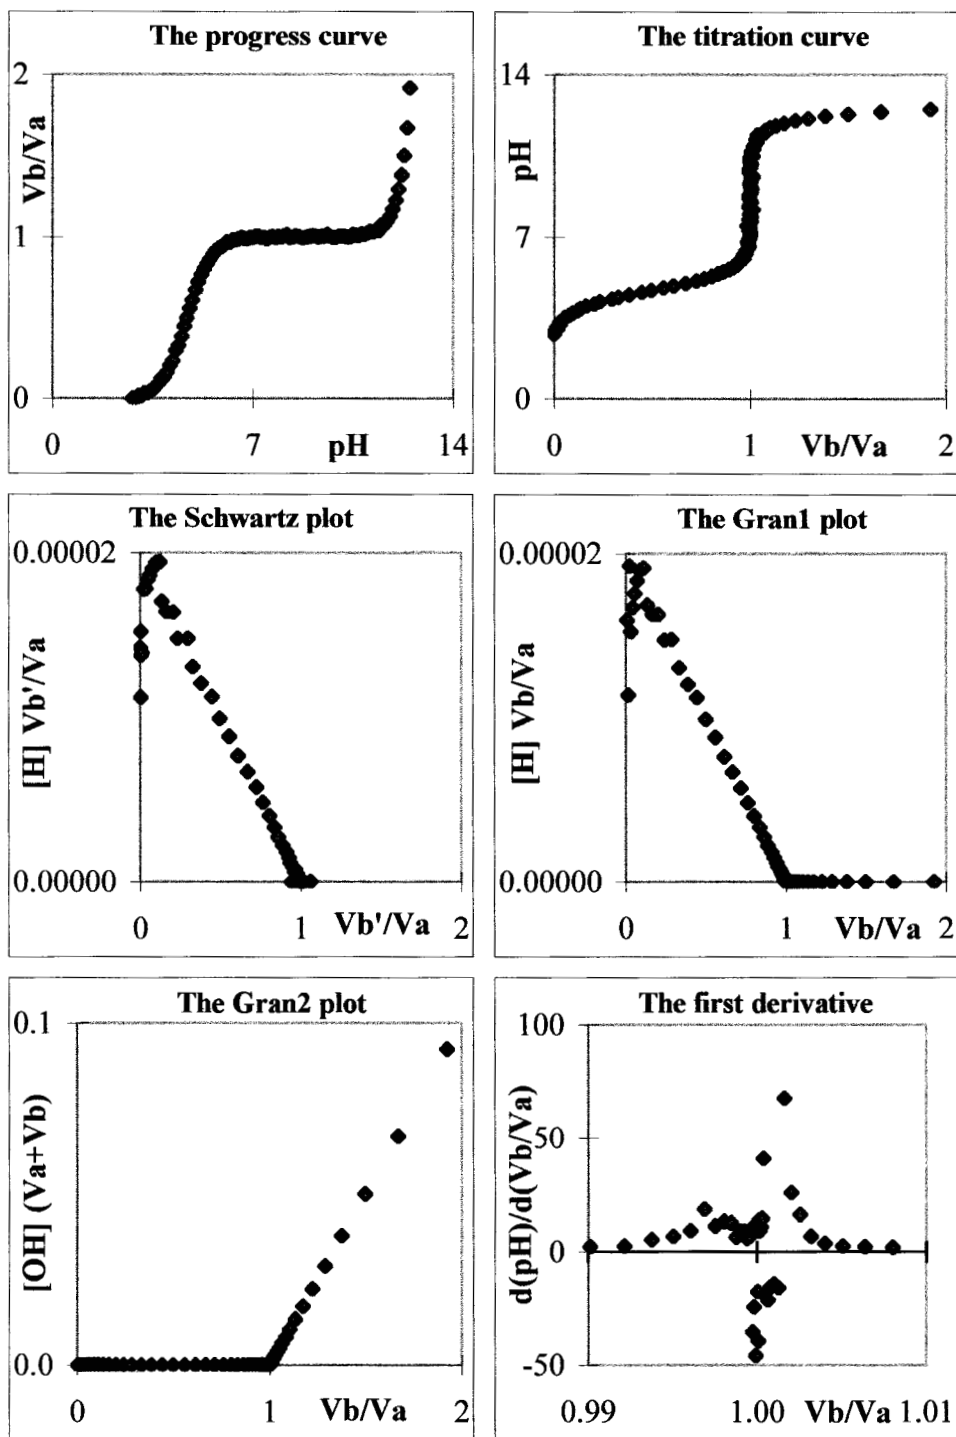 The progress curve
2
Vb/Va
1
0
0 7 pH 14
The titration curve
14
pH
7
0
0 1 Vb/Va 2
The Schwartz plot
0.00002
[H] Vb'/Va
0.00000
0 1 Vb'/Va 2
The Gran1 plot
0.00002
[H] Vb/Va
0.00000
0 1 Vb/Va 2
The Gran2 plot
0.1
[OH] (Va+Vb)
0.0
0 1 Vb/Va 2
The first derivative
100
d(pH)/d(Vb/Va)
50
0
-50
0.99 1.00 Vb/Va 1.01